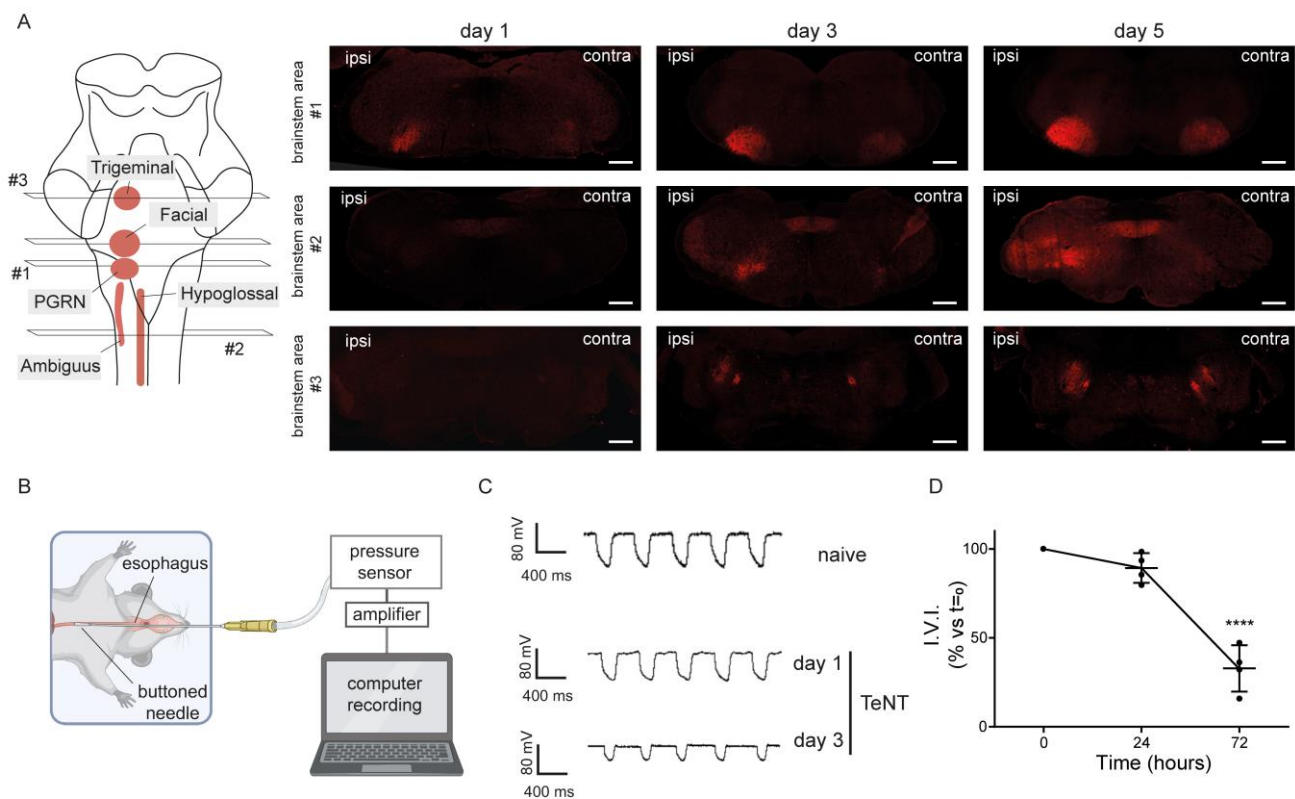 A
day 1
day 3
day 5
Trigeminal
#3
Facial
#1
PGRN
Hypoglossal
#2
Ambiguus
brainstem area
#1
ipsi
contra
ipsi
contra
ipsi
contra
brainstem area
#2
ipsi
contra
ipsi
contra
ipsi
contra
brainstem area
#3
ipsi
contra
ipsi
contra
ipsi
contra
B
esophagus
buttoned
needle
pressure
sensor
amplifier
computer
recording
C
80 mV
400 ms
naive
80 mV
400 ms
day 1
80 mV
400 ms
day 3
TeNT
D
I.V.I.
(% vs t=₀)
100
50
0
****
0
24
72
Time (hours)